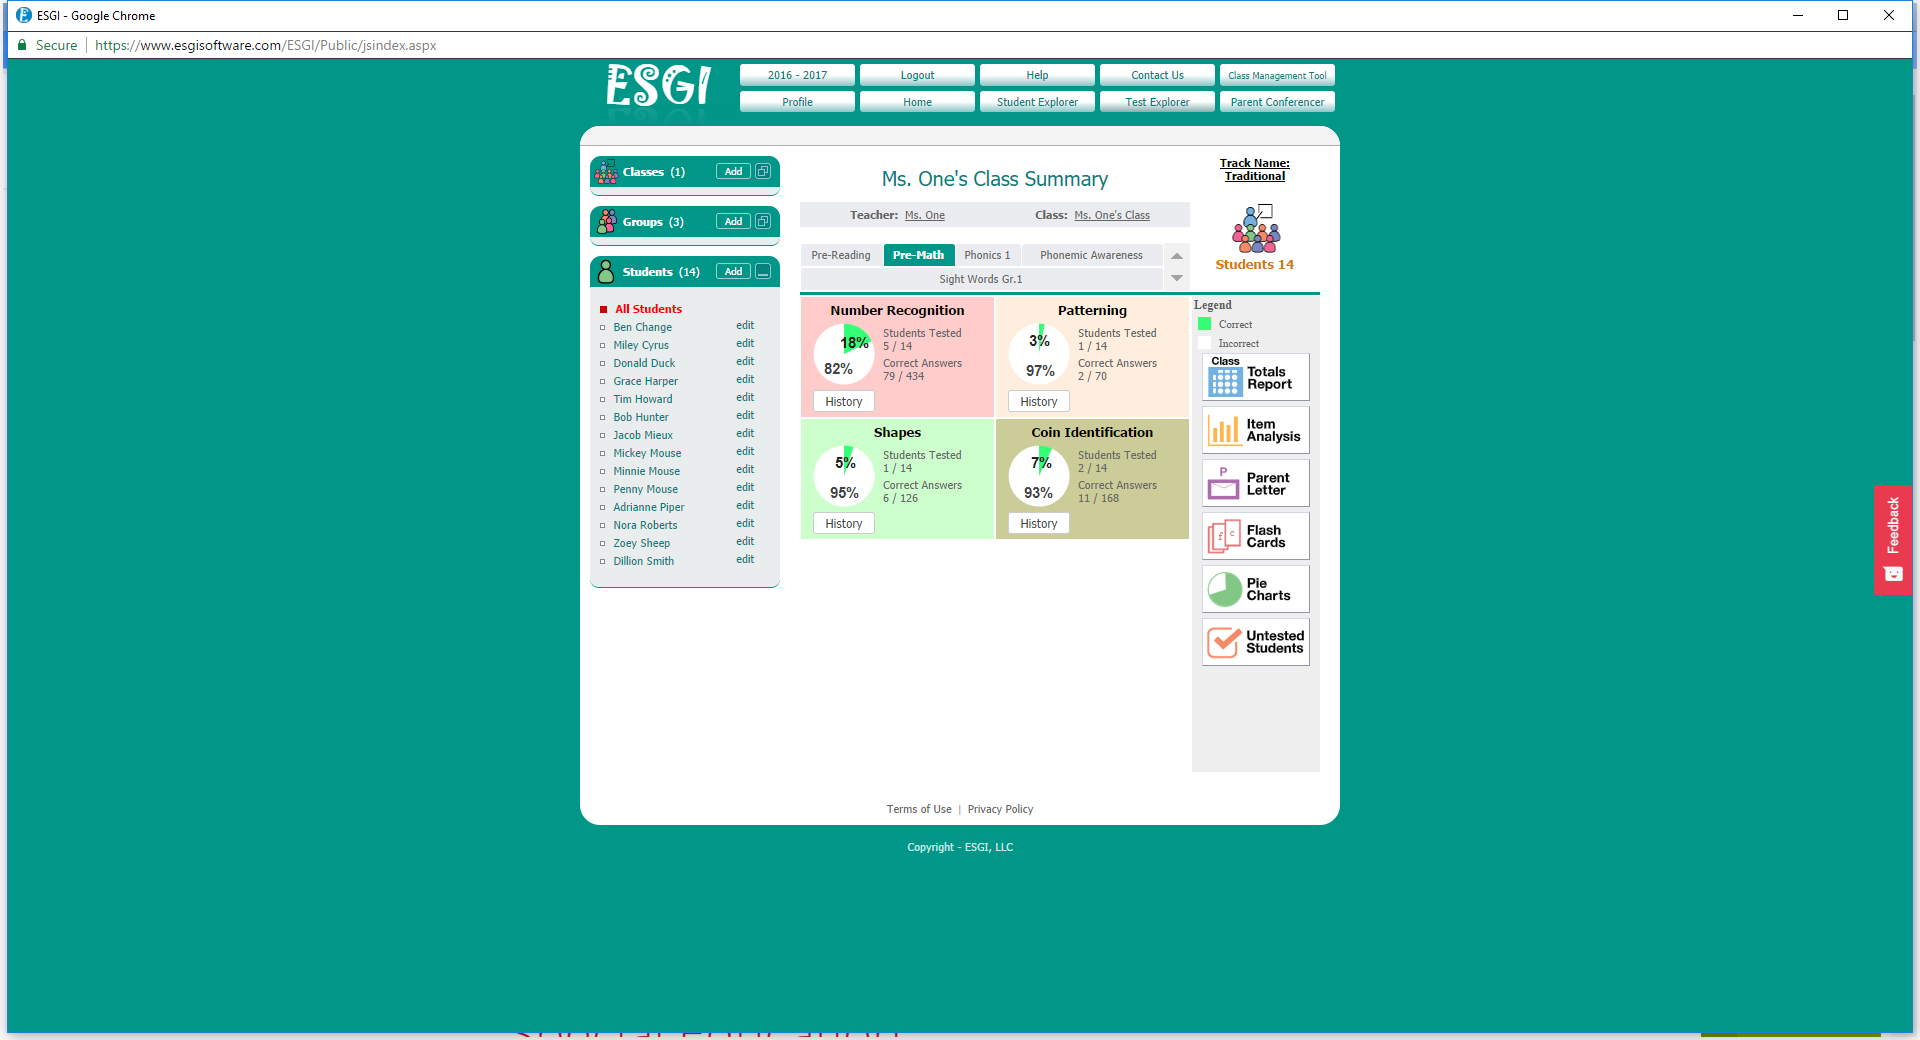 ESGI - Google Chrome
Secure | https://www.esgisoftware.com/ESGI/Public/jsindex.aspx
ESGI
2016 - 2017
Logout
Help
Contact Us
Class Management Tool
Profile
Home
Student Explorer
Test Explorer
Parent Conferencer
Classes (1)
Add
Groups (3)
Add
Students (14)
Add
All Students
Ben Change edit
Miley Cyrus edit
Donald Duck edit
Grace Harper edit
Tim Howard edit
Bob Hunter edit
Jacob Mieux edit
Mickey Mouse edit
Minnie Mouse edit
Penny Mouse edit
Adrianne Piper edit
Nora Roberts edit
Zoey Sheep edit
Dillion Smith edit
Ms. One's Class Summary
Teacher: Ms. One
Class: Ms. One's Class
Pre-Reading
Pre-Math
Phonics 1
Phonemic Awareness
Sight Words Gr.1
Number Recognition
18%
82%
Students Tested
5 / 14
Correct Answers
79 / 434
History
Patterning
3%
97%
Students Tested
1 / 14
Correct Answers
2 / 70
History
Shapes
5%
95%
Students Tested
1 / 14
Correct Answers
6 / 126
History
Coin Identification
7%
93%
Students Tested
2 / 14
Correct Answers
11 / 168
History
Track Name:
Traditional
Students 14
Legend
Correct
Incorrect
Class
Totals
Report
Item
Analysis
P
Parent
Letter
f c
Flash
Cards
Pie
Charts
Untested
Students
Feedback
Terms of Use | Privacy Policy
Copyright - ESGI, LLC